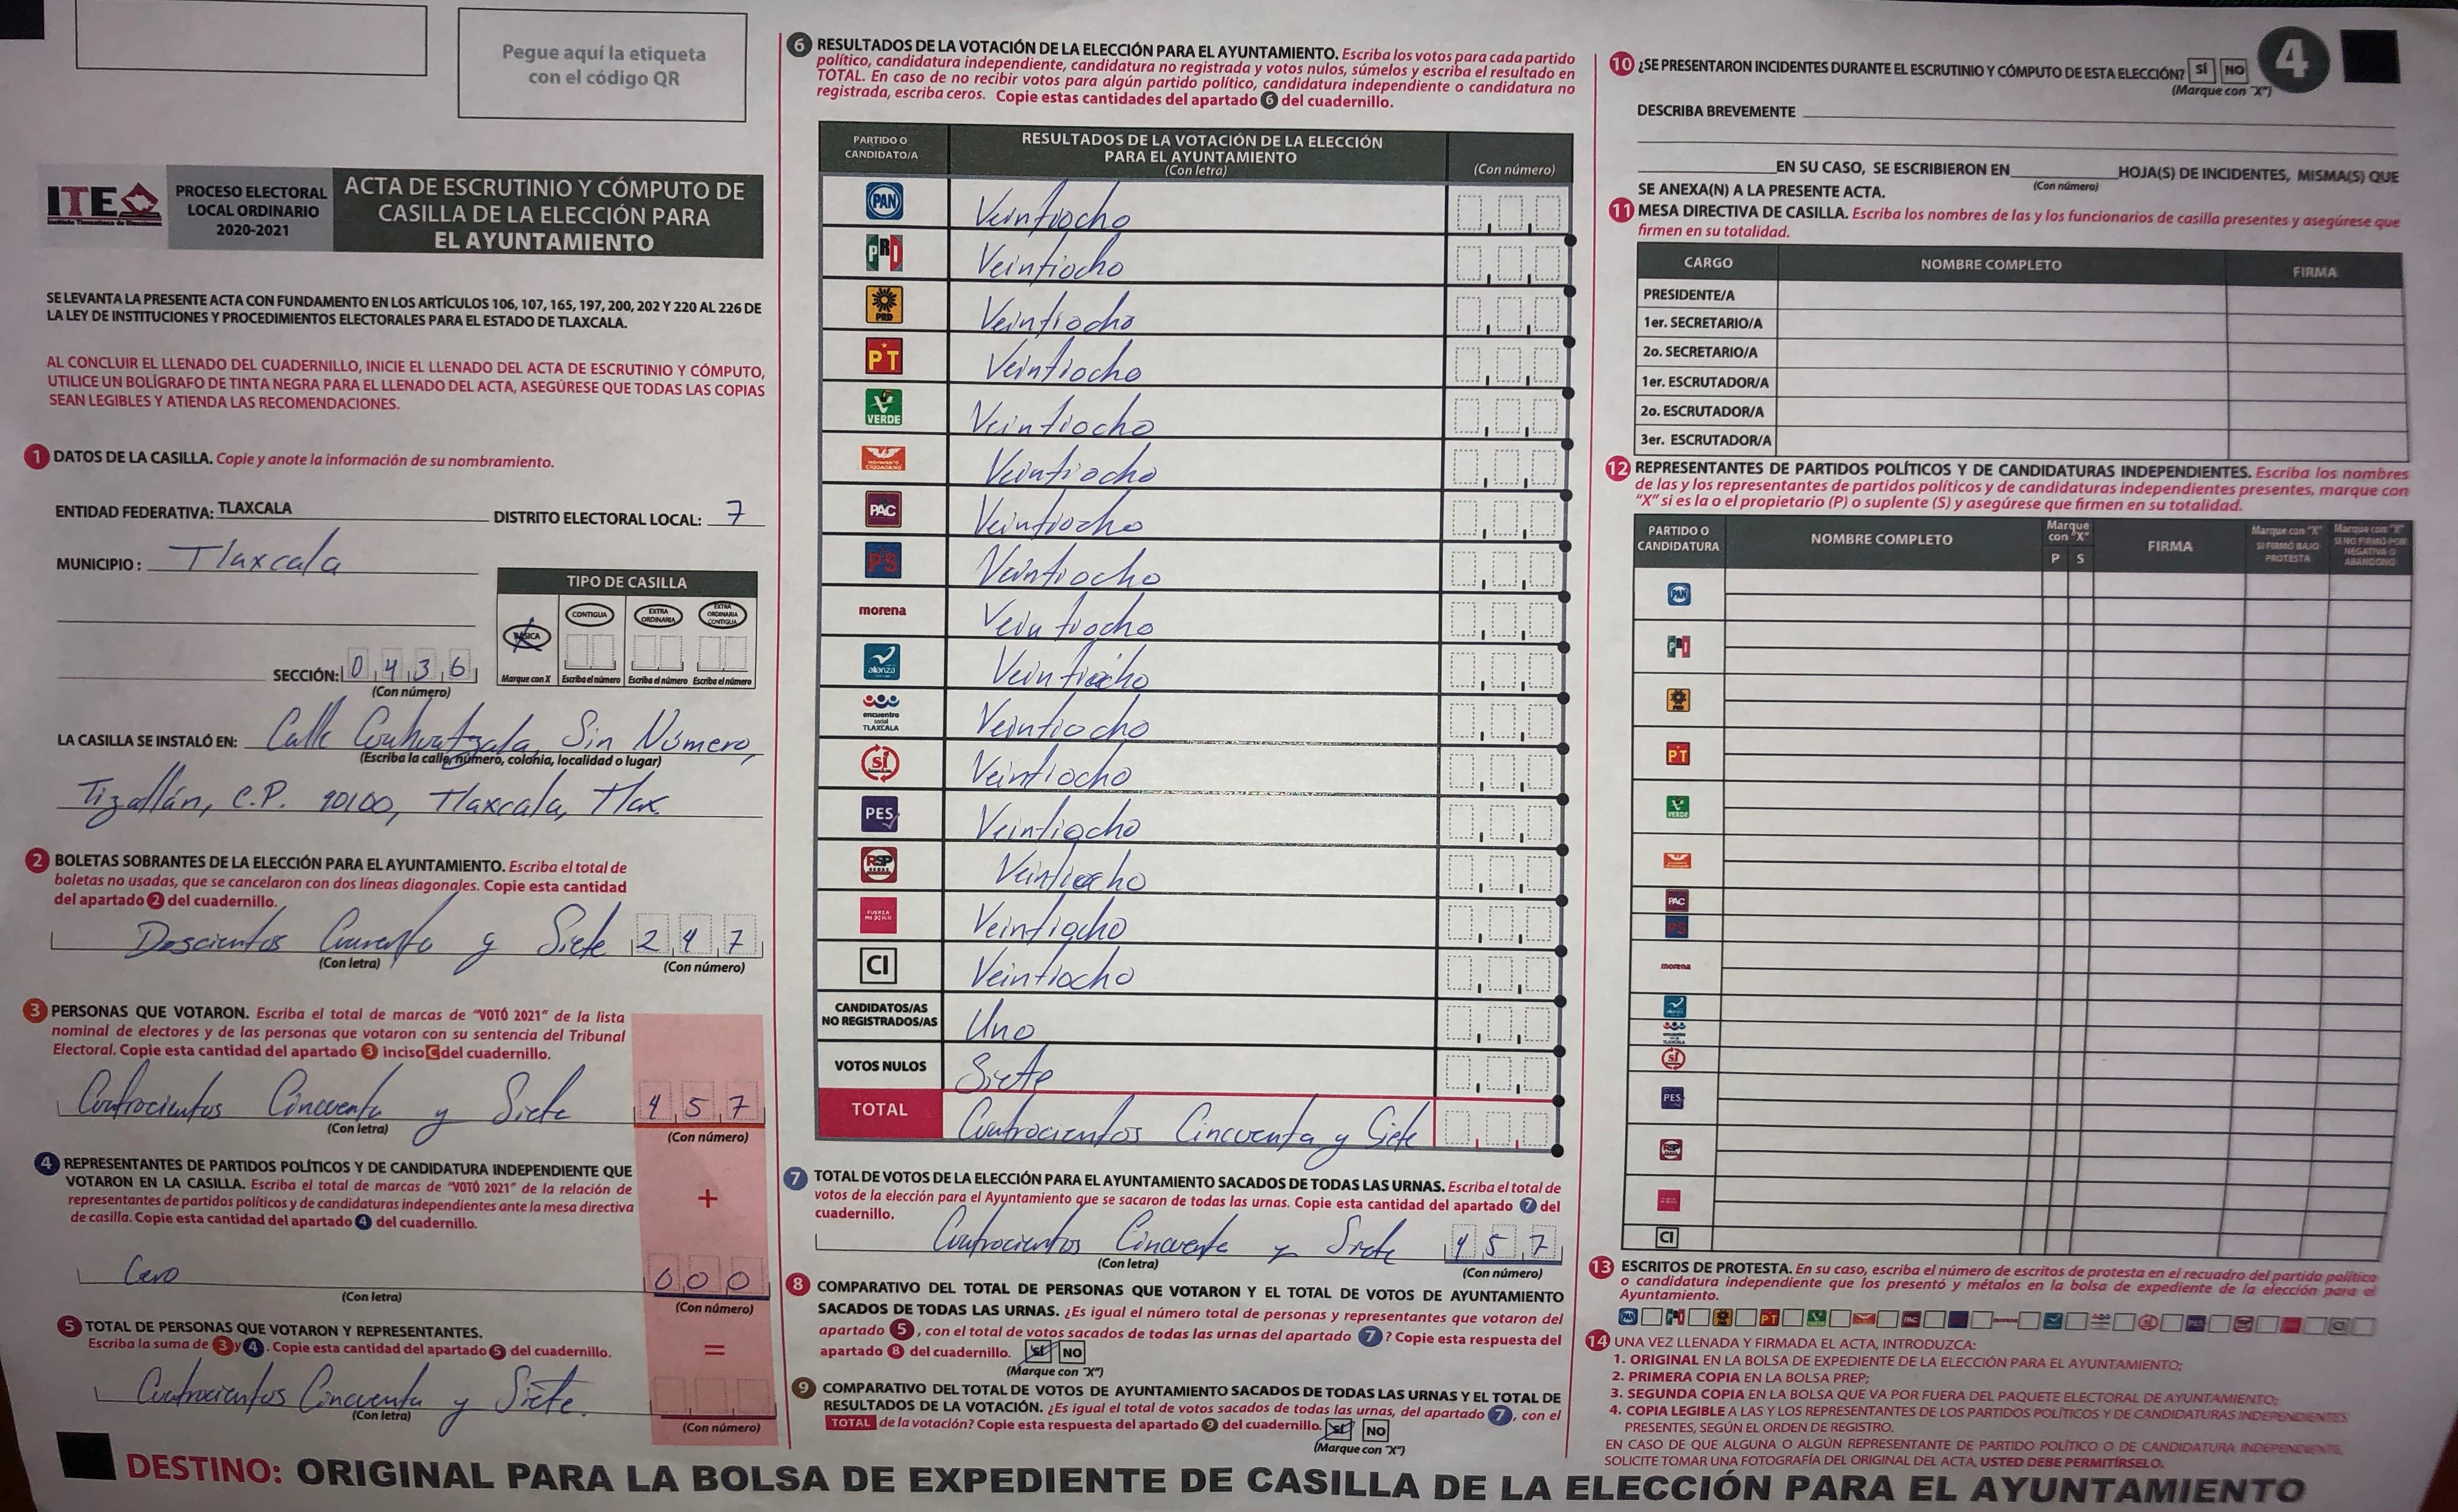 Pegue aquí la etiqueta
con el código QR
ITE
Instituto Tlaxcalteca de Elecciones
PROCESO ELECTORAL
LOCAL ORDINARIO
2020-2021
ACTA DE ESCRUTINIO Y CÓMPUTO DE
CASILLA DE LA ELECCIÓN PARA
EL AYUNTAMIENTO
SE LEVANTA LA PRESENTE ACTA CON FUNDAMENTO EN LOS ARTÍCULOS 106, 107, 165, 197, 200, 202 Y 220 AL 226 DE
LA LEY DE INSTITUCIONES Y PROCEDIMIENTOS ELECTORALES PARA EL ESTADO DE TLAXCALA.
AL CONCLUIR EL LLENADO DEL CUADERNILLO, INICIE EL LLENADO DEL ACTA DE ESCRUTINIO Y CÓMPUTO,
UTILICE UN BOLÍGRAFO DE TINTA NEGRA PARA EL LLENADO DEL ACTA, ASEGÚRESE QUE TODAS LAS COPIAS
SEAN LEGIBLES Y ATIENDA LAS RECOMENDACIONES.
1 DATOS DE LA CASILLA. Copie y anote la información de su nombramiento.
ENTIDAD FEDERATIVA: TLAXCALA DISTRITO ELECTORAL LOCAL: 7
MUNICIPIO: Tlaxcala
TIPO DE CASILLA
BÁSICA CONTIGUA EXTRA ORDINARIA EXTRA ORDINARIA CONTIGUA
Marque con X Escriba el número Escriba el número Escriba el número
SECCIÓN: 0 4 3 6
(Con número)
LA CASILLA SE INSTALÓ EN: Calle Couhuatzala, Sin Número,
(Escriba la calle, número, colonia, localidad o lugar)
Tizatlán, C.P. 90100, Tlaxcala, Tlax.
2 BOLETAS SOBRANTES DE LA ELECCIÓN PARA EL AYUNTAMIENTO. Escriba el total de
boletas no usadas, que se cancelaron con dos líneas diagonales. Copie esta cantidad
del apartado 2 del cuadernillo.
Doscientos Cuarenta y Siete 2 4 7
(Con letra) (Con número)
3 PERSONAS QUE VOTARON. Escriba el total de marcas de "VOTÓ 2021" de la lista
nominal de electores y de las personas que votaron con su sentencia del Tribunal
Electoral. Copie esta cantidad del apartado 3 inciso C del cuadernillo.
Cuatrocientos Cincuenta y Siete 4 5 7
(Con letra) (Con número)
4 REPRESENTANTES DE PARTIDOS POLÍTICOS Y DE CANDIDATURA INDEPENDIENTE QUE
VOTARON EN LA CASILLA. Escriba el total de marcas de "VOTÓ 2021" de la relación de
representantes de partidos políticos y de candidaturas independientes ante la mesa directiva
de casilla. Copie esta cantidad del apartado 4 del cuadernillo.
+
Cero 0 0 0
(Con letra) (Con número)
5 TOTAL DE PERSONAS QUE VOTARON Y REPRESENTANTES.
Escriba la suma de 3 y 4. Copie esta cantidad del apartado 5 del cuadernillo.
=
Cuatrocientos Cincuenta y Siete.
(Con letra) (Con número)
6 RESULTADOS DE LA VOTACIÓN DE LA ELECCIÓN PARA EL AYUNTAMIENTO. Escriba los votos para cada partido
político, candidatura independiente, candidatura no registrada y votos nulos, súmelos y escriba el resultado en
TOTAL. En caso de no recibir votos para algún partido político, candidatura independiente o candidatura no
registrada, escriba ceros. Copie estas cantidades del apartado 6 del cuadernillo.
PARTIDO O CANDIDATO/A RESULTADOS DE LA VOTACIÓN DE LA ELECCIÓN PARA EL AYUNTAMIENTO (Con letra) (Con número)
PAN Veintiocho
PRI Veintiocho
PRD Veintiocho
PT Veintiocho
VERDE Veintiocho
MOVIMIENTO CIUDADANO Veintiocho
PAC Veintiocho
PS Veintiocho
morena Veintiocho
alianza Veintiocho
encuentro social TLAXCALA Veintiocho
SÍ Veintiocho
PES Veintiocho
RSP Veintiocho
FUERZA MÉXICO Veintiocho
CI Veintiocho
CANDIDATOS/AS NO REGISTRADOS/AS Uno
VOTOS NULOS Siete
TOTAL Cuatrocientos Cincuenta y Siete
7 TOTAL DE VOTOS DE LA ELECCIÓN PARA EL AYUNTAMIENTO SACADOS DE TODAS LAS URNAS. Escriba el total de
votos de la elección para el Ayuntamiento que se sacaron de todas las urnas. Copie esta cantidad del apartado 7 del
cuadernillo.
Cuatrocientos Cincuenta y Siete 4 5 7
(Con letra) (Con número)
8 COMPARATIVO DEL TOTAL DE PERSONAS QUE VOTARON Y EL TOTAL DE VOTOS DE AYUNTAMIENTO
SACADOS DE TODAS LAS URNAS. ¿Es igual el número total de personas y representantes que votaron del
apartado 5, con el total de votos sacados de todas las urnas del apartado 7? Copie esta respuesta del
apartado 8 del cuadernillo. SÍ NO
(Marque con "X")
9 COMPARATIVO DEL TOTAL DE VOTOS DE AYUNTAMIENTO SACADOS DE TODAS LAS URNAS Y EL TOTAL DE
RESULTADOS DE LA VOTACIÓN. ¿Es igual el total de votos sacados de todas las urnas, del apartado 7, con el
TOTAL de la votación? Copie esta respuesta del apartado 9 del cuadernillo. SÍ NO
(Marque con "X")
10 ¿SE PRESENTARON INCIDENTES DURANTE EL ESCRUTINIO Y CÓMPUTO DE ESTA ELECCIÓN? SÍ NO
(Marque con "X")
4
DESCRIBA BREVEMENTE
EN SU CASO, SE ESCRIBIERON EN HOJA(S) DE INCIDENTES, MISMA(S) QUE
(Con número)
SE ANEXA(N) A LA PRESENTE ACTA.
11 MESA DIRECTIVA DE CASILLA. Escriba los nombres de las y los funcionarios de casilla presentes y asegúrese que
firmen en su totalidad.
CARGO NOMBRE COMPLETO FIRMA
PRESIDENTE/A
1er. SECRETARIO/A
2o. SECRETARIO/A
1er. ESCRUTADOR/A
2o. ESCRUTADOR/A
3er. ESCRUTADOR/A
12 REPRESENTANTES DE PARTIDOS POLÍTICOS Y DE CANDIDATURAS INDEPENDIENTES. Escriba los nombres
de las y los representantes de partidos políticos y de candidaturas independientes presentes, marque con
"X" si es la o el propietario (P) o suplente (S) y asegúrese que firmen en su totalidad.
PARTIDO O CANDIDATURA NOMBRE COMPLETO Marque con "X" P S FIRMA Marque con "X" SI FIRMÓ BAJO PROTESTA Marque con "X" SI NO FIRMÓ POR NEGATIVA O ABANDONO
PAN
PRI
PRD
PT
VERDE
PAC
PS
morena
alianza
encuentro social TLAXCALA
SÍ
PES
RSP
CI
13 ESCRITOS DE PROTESTA. En su caso, escriba el número de escritos de protesta en el recuadro del partido político
o candidatura independiente que los presentó y métalos en la bolsa de expediente de la elección para el
Ayuntamiento.
14 UNA VEZ LLENADA Y FIRMADA EL ACTA, INTRODUZCA:
1. ORIGINAL EN LA BOLSA DE EXPEDIENTE DE LA ELECCIÓN PARA EL AYUNTAMIENTO;
2. PRIMERA COPIA EN LA BOLSA PREP;
3. SEGUNDA COPIA EN LA BOLSA QUE VA POR FUERA DEL PAQUETE ELECTORAL DE AYUNTAMIENTO;
4. COPIA LEGIBLE A LAS Y LOS REPRESENTANTES DE LOS PARTIDOS POLÍTICOS Y DE CANDIDATURAS INDEPENDIENTES
PRESENTES, SEGÚN EL ORDEN DE REGISTRO.
EN CASO DE QUE ALGUNA O ALGÚN REPRESENTANTE DE PARTIDO POLÍTICO O DE CANDIDATURA INDEPENDIENTE,
SOLICITE TOMAR UNA FOTOGRAFÍA DEL ORIGINAL DEL ACTA, USTED DEBE PERMITÍRSELO.
DESTINO: ORIGINAL PARA LA BOLSA DE EXPEDIENTE DE CASILLA DE LA ELECCIÓN PARA EL AYUNTAMIENTO